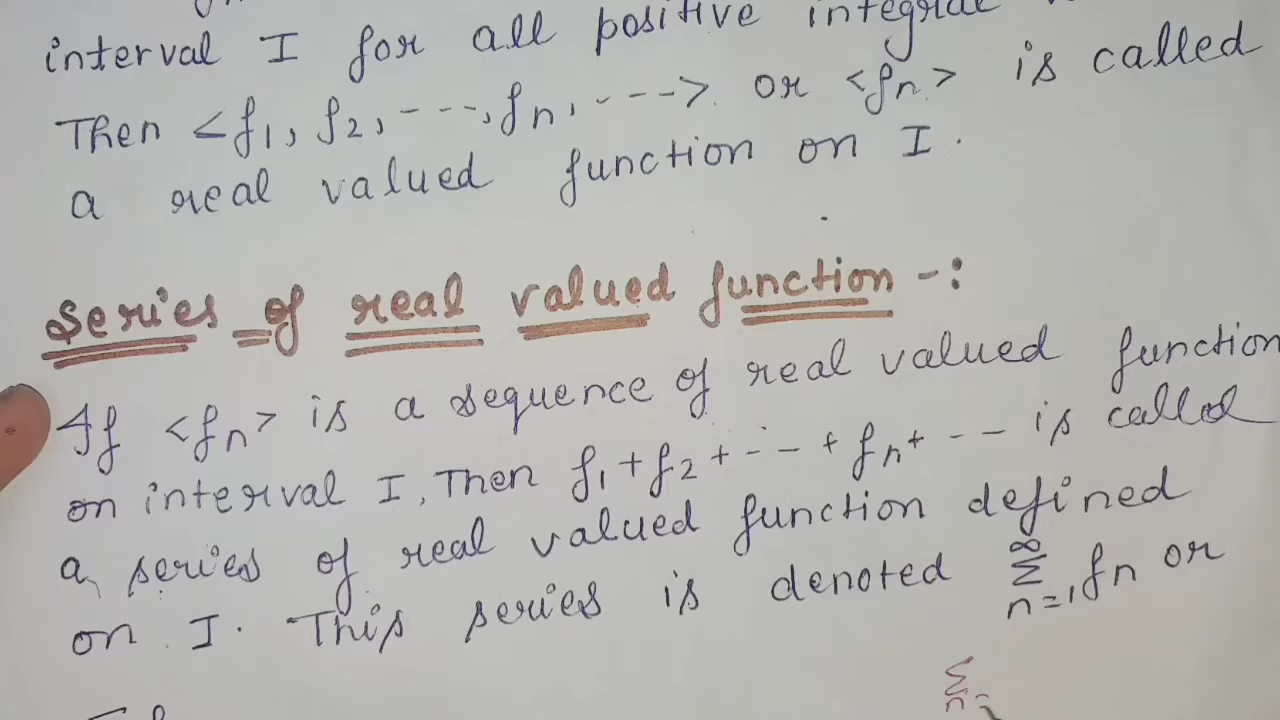 interval I for all positive integral
Then <f1, f2, ----, fn, ----> or <fn> is called
a real valued function on I.
Series of real valued function -:
If <fn> is a sequence of real valued function
on interval I, Then f1+f2+---+fn+-- is called
a series of real valued function defined
on I. This series is denoted ∞Σn=1 fn or
Σ n=